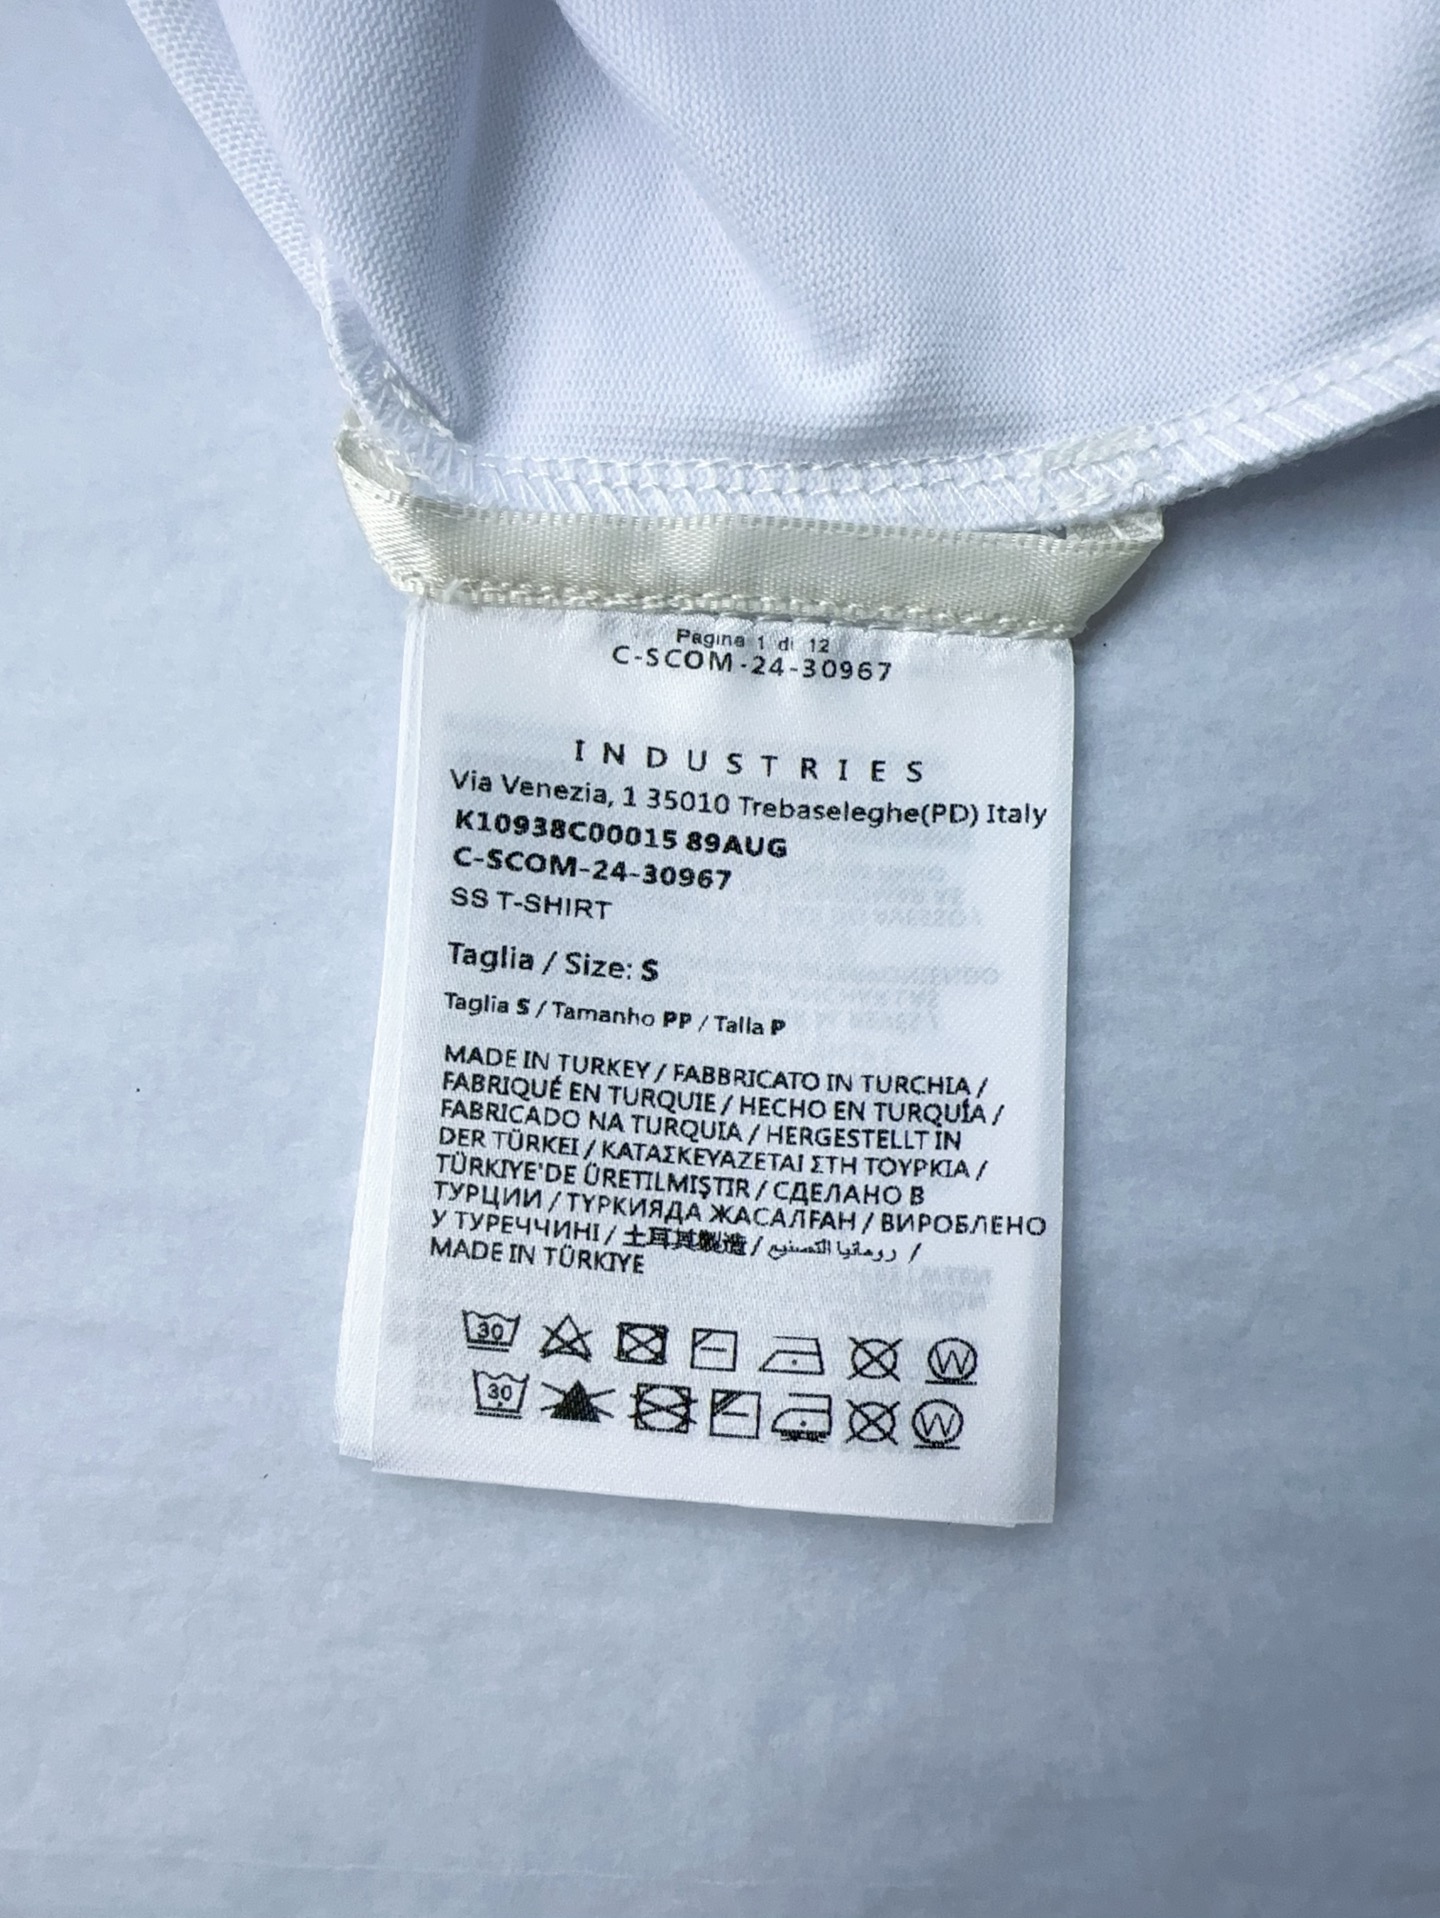 Pagina 1 di 12
C-SCOM-24-30967
INDUSTRIES
Via Venezia, 1 35010 Trebaseleghe(PD) Italy
K10938C00015 89AUG
C-SCOM-24-30967
SS T-SHIRT
Taglia / Size: S
Taglia S / Tamanho PP / Talla P
MADE IN TURKEY / FABBRICATO IN TURCHIA /
FABRIQUÉ EN TURQUIE / HECHO EN TURQUÍA /
FABRICADO NA TURQUIA / HERGESTELLT IN
DER TÜRKEI / ΚΑΤΑΣΚΕΥΑΖΕΤΑΙ ΣΤΗ ΤΟΥΡΚΙΑ /
TÜRKIYE'DE ÜRETILMIŞTIR / СДЕЛАНО В
ТУРЦИИ / ТҮРКИЯДА ЖАСАЛҒАН / ВИРОБЛЕНО
У ТУРЕЧЧИНІ / 土耳其製造 / رومانيا التصنيع /
MADE IN TÜRKIYE
30 W
30 W